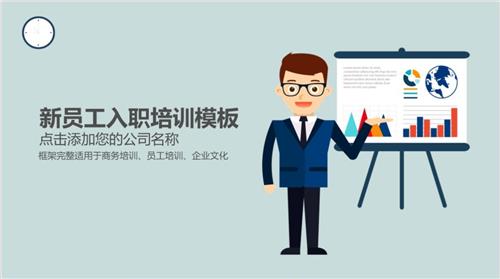 新员工入职培训模板
点击添加您的公司名称
框架完整适用于商务培训、员工培训、企业文化